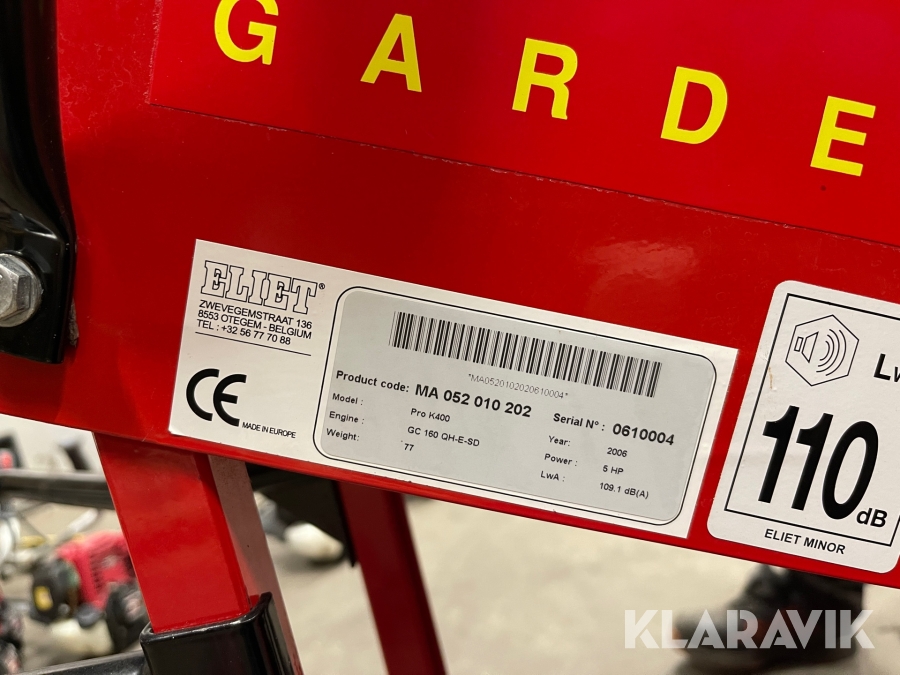 GARDE
ELIET®
ZWEVEGEMSTRAAT 136
8553 OTEGEM - BELGIUM
TEL : +32 56 77 70 88
CE
MADE IN EUROPE
*MA0520102020610004*
Product code: MA 052 010 202
Serial N° : 0610004
Model : Pro K400
Year: 2006
Engine : GC 160 QH-E-SD
Power : 5 HP
Weight: 77
LwA : 109.1 dB(A)
Lw
110 dB
ELIET MINOR
KLARAVIK